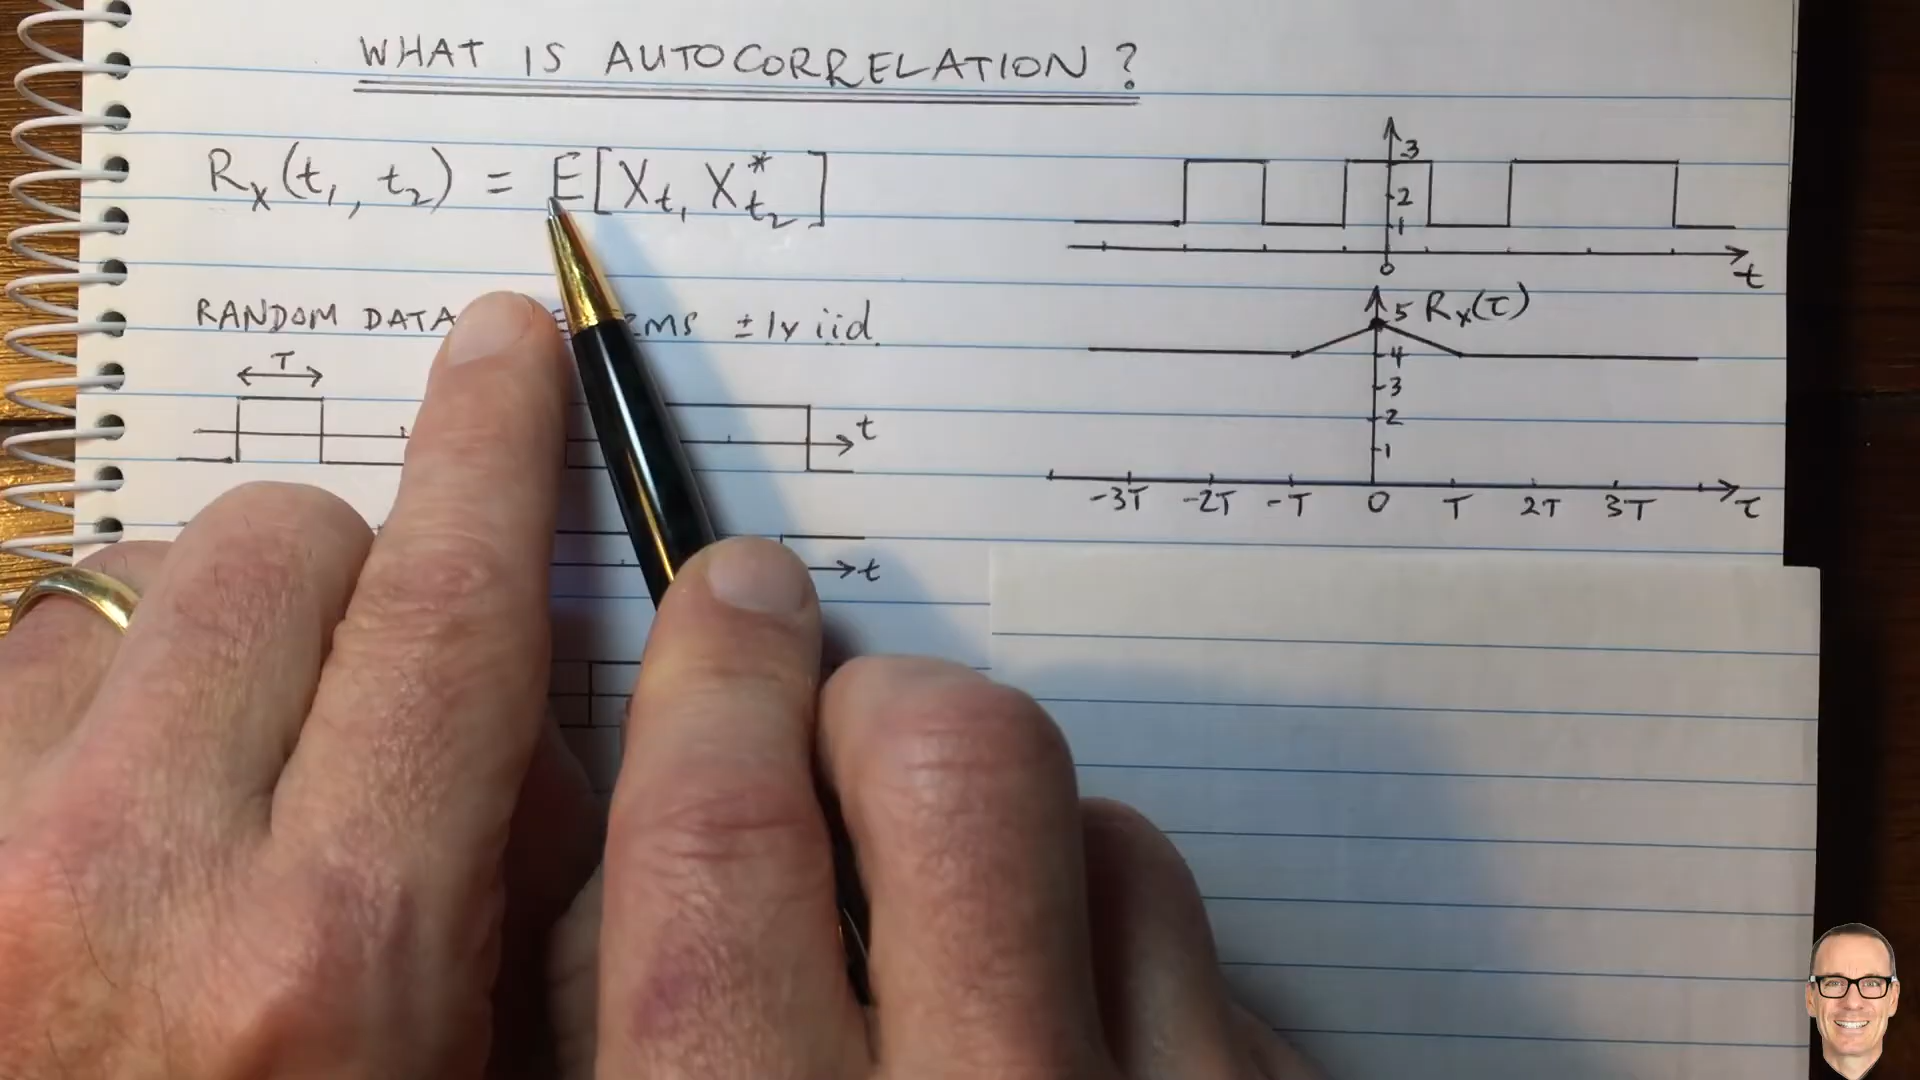 WHAT IS AUTOCORRELATION?
Rₓ(t₁, t₂) = E[Xₜ₁ X*ₜ₂]
RANDOM DATA ±1V iid.
T
t
t
3
2
1
0
t
5 Rₓ(τ)
4
3
2
1
-3T -2T -T 0 T 2T 3T τ